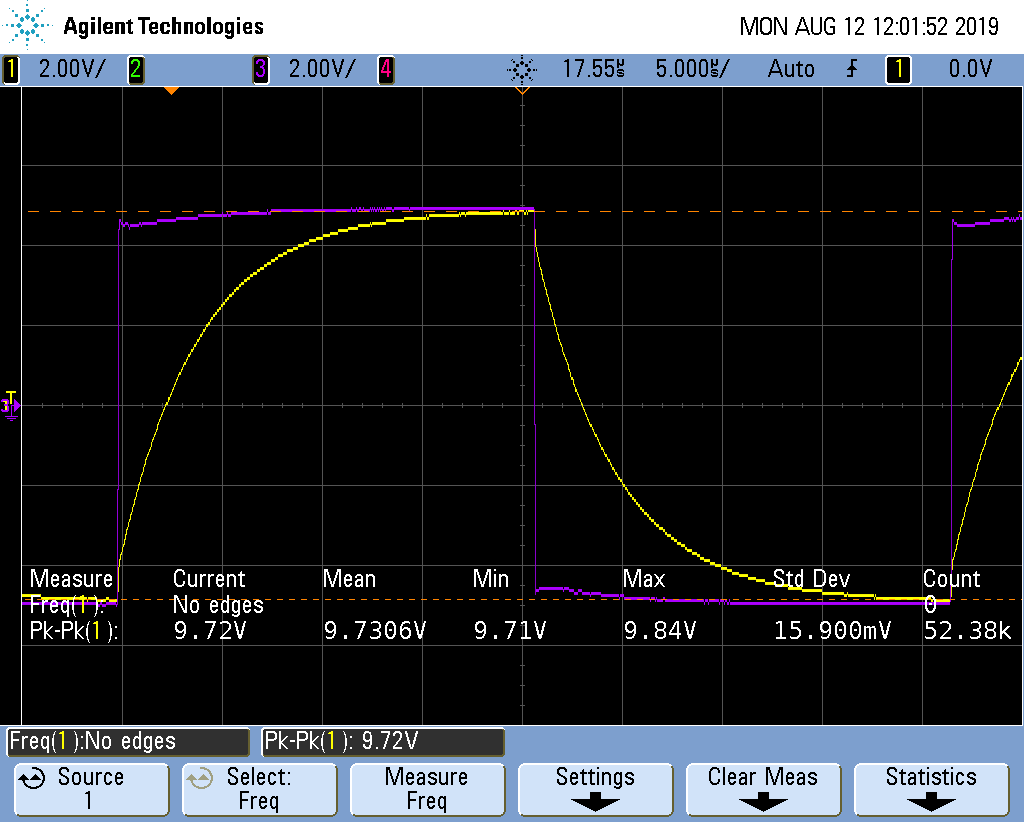 Agilent Technologies MON AUG 12 12:01:52 2019
1 2.00V/ 2 3 2.00V/ 4 17.55µs 5.000µs/ Auto 1 0.0V
T
Measure Current Mean Min Max Std Dev Count
Freq(1): No edges 0
Pk-Pk(1): 9.72V 9.7306V 9.71V 9.84V 15.900mV 52.38k
Freq(1):No edges Pk-Pk(1): 9.72V
Source Select: Measure Settings Clear Meas Statistics
1 Freq Freq